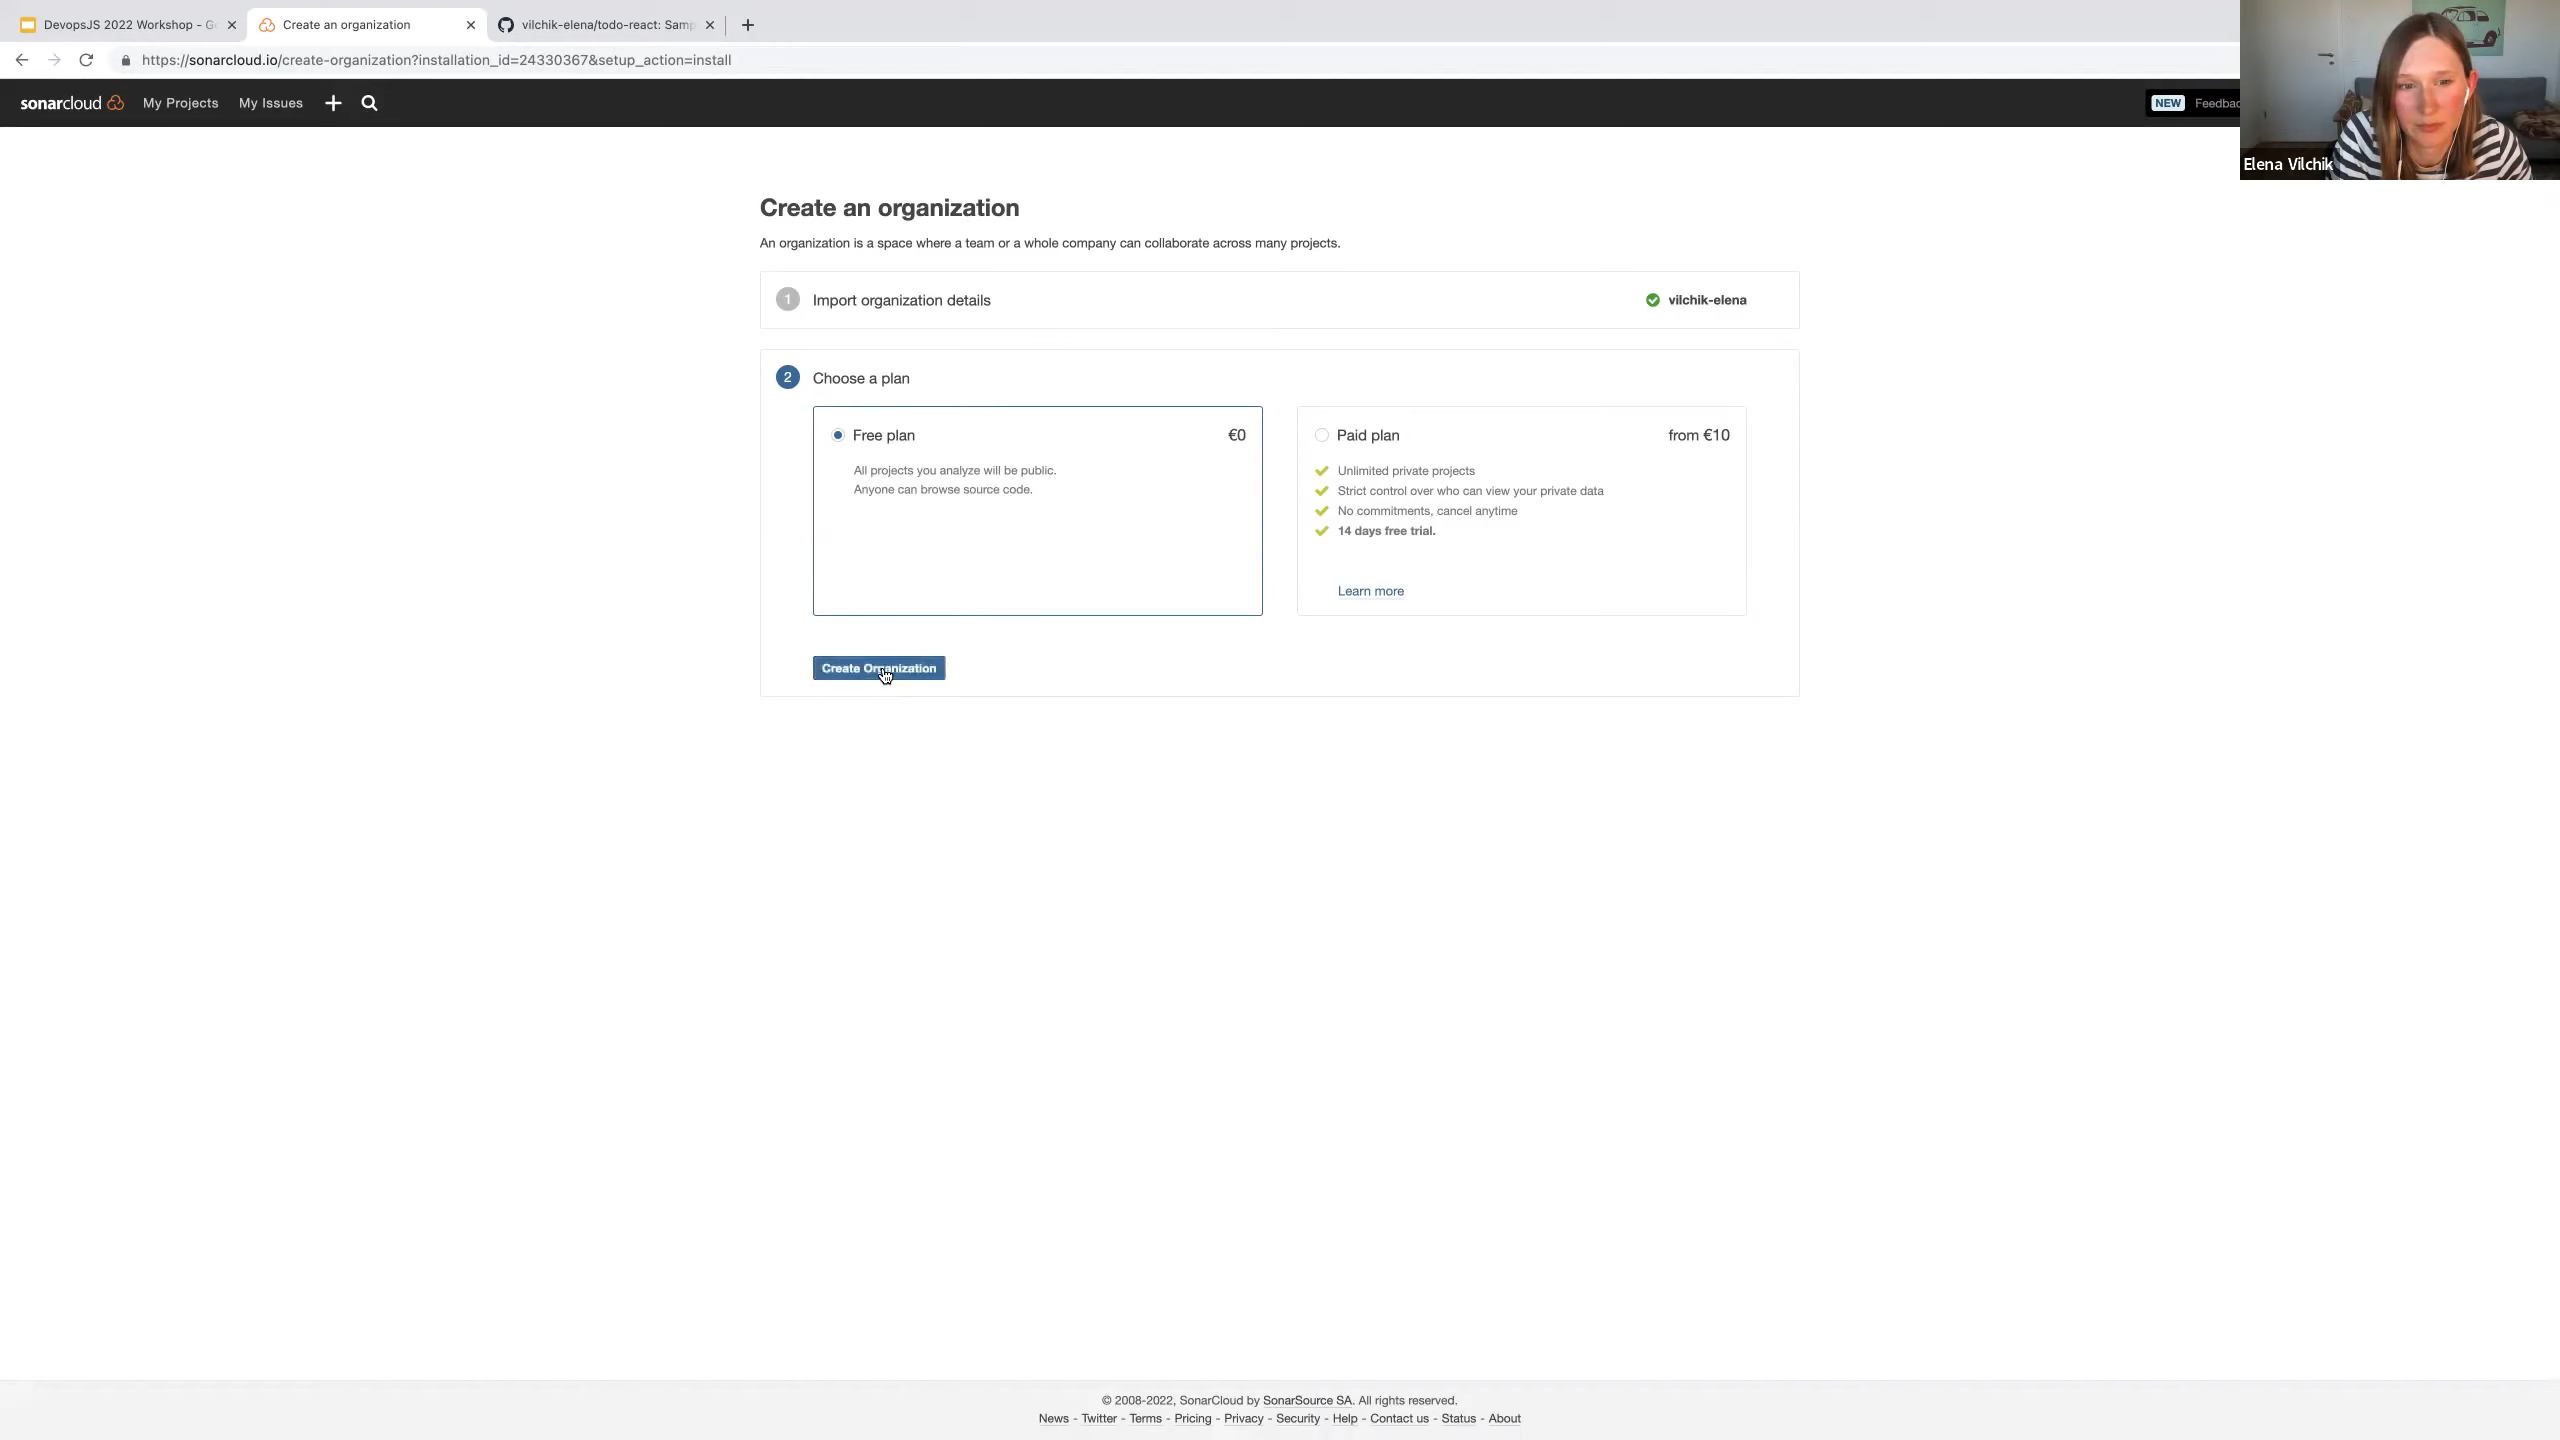 DevopsJS 2022 Workshop - G
Create an organization
vilchik-elena/todo-react: Samp
https://sonarcloud.io/create-organization?installation_id=24330367&setup_action=install
sonarcloud
My Projects
My Issues
NEW
Feedbac
Elena Vilchik
Create an organization
An organization is a space where a team or a whole company can collaborate across many projects.
1 Import organization details
vilchik-elena
2 Choose a plan
Free plan €0
All projects you analyze will be public.
Anyone can browse source code.
Paid plan from €10
Unlimited private projects
Strict control over who can view your private data
No commitments, cancel anytime
14 days free trial.
Learn more
Create Organization
© 2008-2022, SonarCloud by SonarSource SA. All rights reserved.
News - Twitter - Terms - Pricing - Privacy - Security - Help - Contact us - Status - About